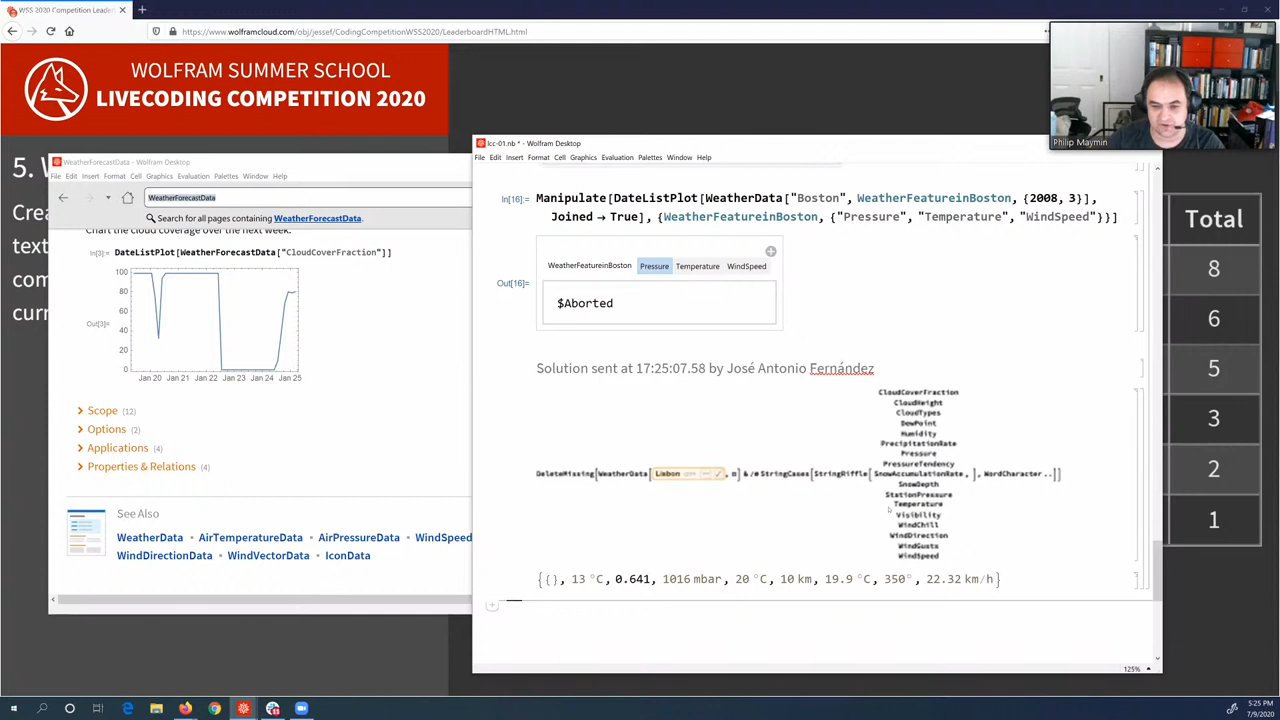 WSS 2020 Competition Leader
https://www.wolframcloud.com/obj/jessef/CodingCompetitionWSS2020/LeaderboardHTML.html
WOLFRAM SUMMER SCHOOL
LIVECODING COMPETITION 2020
Philip Maymin
5. W
Crea
text
com
curr
Total
8
6
5
3
2
1
WeatherForecastData - Wolfram Desktop
File Edit Insert Format Cell Graphics Evaluation Palettes Window Help
WeatherForecastData
Search for all pages containing WeatherForecastData.
Chart the cloud coverage over the next week.
In[3]:= DateListPlot[WeatherForecastData["CloudCoverFraction"]]
100
80
60
40
20
0
Out[3]=
Jan 20 Jan 21 Jan 22 Jan 23 Jan 24 Jan 25
Scope (12)
Options (2)
Applications (4)
Properties & Relations (4)
See Also
WeatherData ▪ AirTemperatureData ▪ AirPressureData ▪ WindSpeed
WindDirectionData ▪ WindVectorData ▪ IconData
lcc-01.nb * - Wolfram Desktop
File Edit Insert Format Cell Graphics Evaluation Palettes Window Help
In[16]:= Manipulate[DateListPlot[WeatherData["Boston", WeatherFeatureinBoston, {2008, 3}],
Joined → True], {WeatherFeatureinBoston, {"Pressure", "Temperature", "WindSpeed"}}]
WeatherFeatureinBoston Pressure Temperature WindSpeed
Out[16]= $Aborted
Solution sent at 17:25:07.58 by José Antonio Fernández
CloudCoverFraction
CloudHeight
CloudTypes
DewPoint
Humidity
PrecipitationRate
Pressure
PressureTendency
DeleteMissing[WeatherData[Lisbon, ] & /@ StringCases[StringRiffle[ SnowAccumulationRate, ], WordCharacter..]]
SnowDepth
StationPressure
Temperature
Visibility
WindChill
WindDirection
WindGusts
WindSpeed
{{}, 13 °C, 0.641, 1016 mbar, 20 °C, 10 km, 19.9 °C, 350°, 22.32 km/h}
125%
5:25 PM
7/9/2020